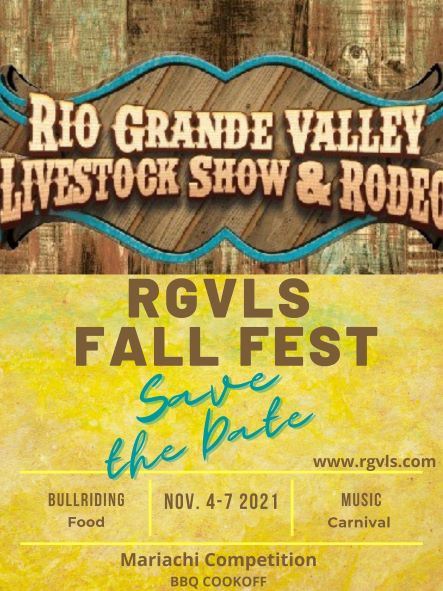 RIO GRANDE VALLEY
LIVESTOCK SHOW & RODEO
RGVLS
FALL FEST
Save
the Date
www.rgvls.com
BULLRIDING
Food
NOV. 4-7 2021
MUSIC
Carnival
Mariachi Competition
BBQ COOKOFF